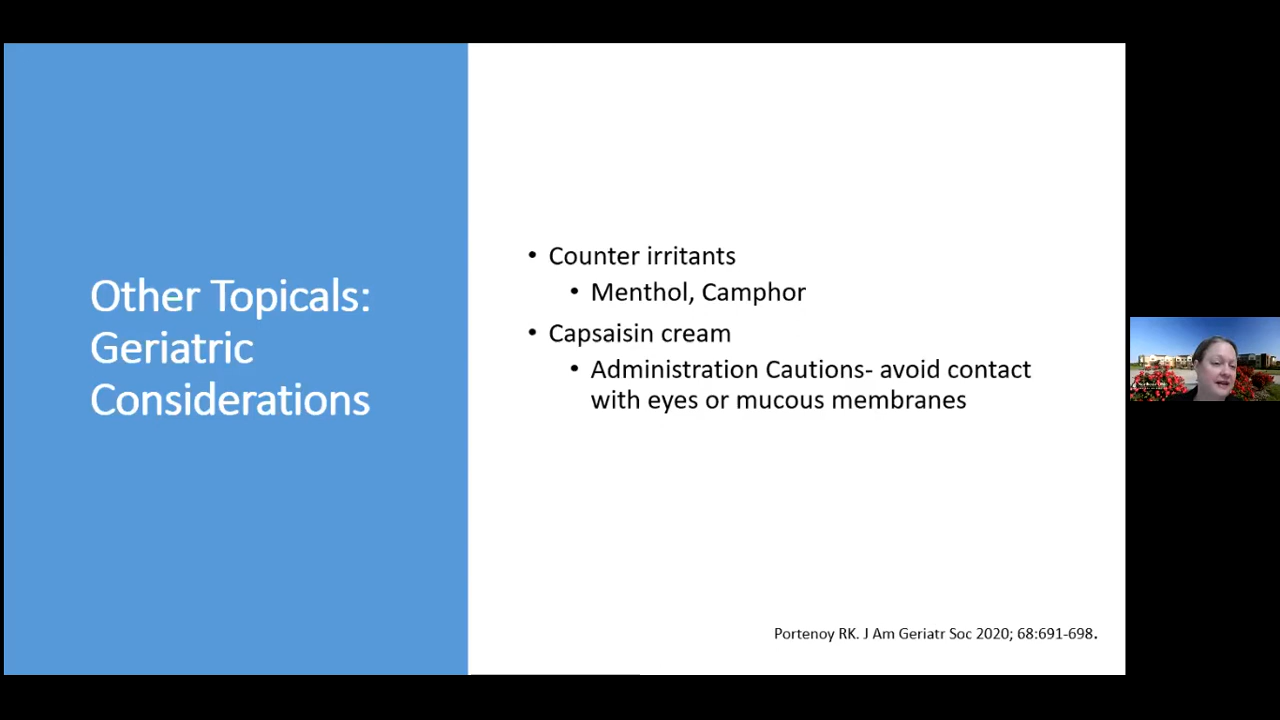 Other Topicals:
Geriatric
Considerations
• Counter irritants
• Menthol, Camphor
• Capsaisin cream
• Administration Cautions- avoid contact
with eyes or mucous membranes
Portenoy RK. J Am Geriatr Soc 2020; 68:691-698.